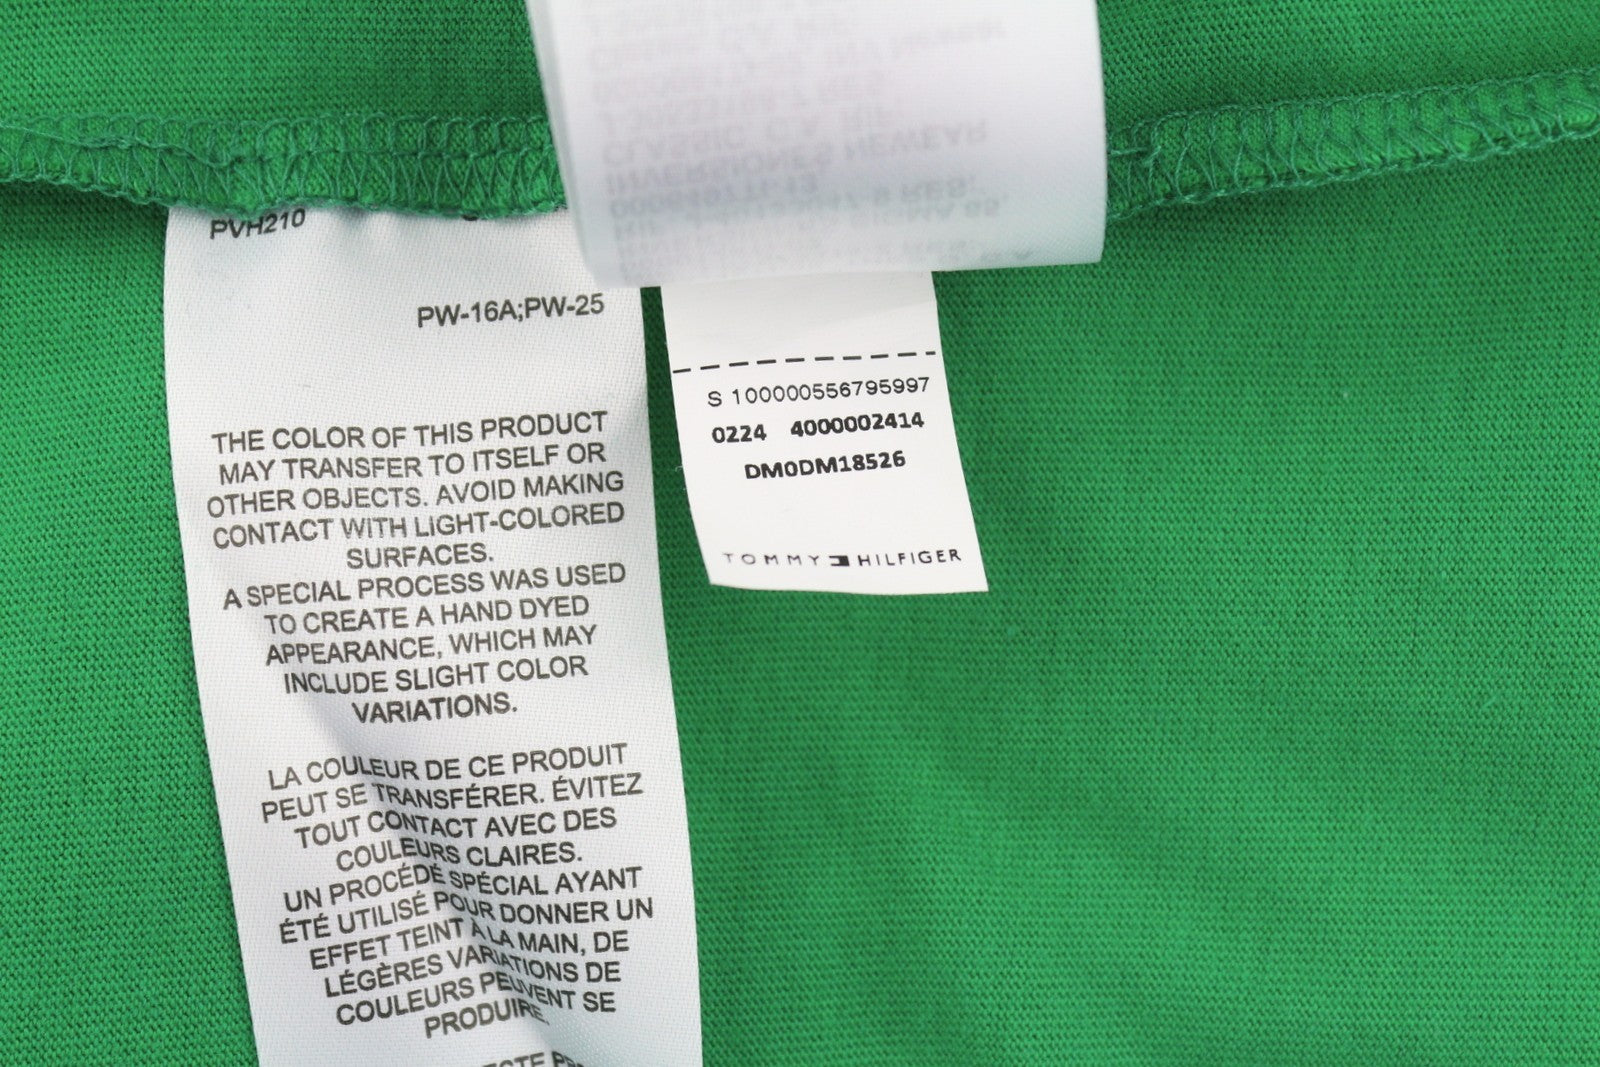 PVH210
PW-16A;PW-25
THE COLOR OF THIS PRODUCT
MAY TRANSFER TO ITSELF OR
OTHER OBJECTS. AVOID MAKING
CONTACT WITH LIGHT-COLORED
SURFACES.
A SPECIAL PROCESS WAS USED
TO CREATE A HAND DYED
APPEARANCE, WHICH MAY
INCLUDE SLIGHT COLOR
VARIATIONS.
LA COULEUR DE CE PRODUIT
PEUT SE TRANSFÉRER. ÉVITEZ
TOUT CONTACT AVEC DES
COULEURS CLAIRES.
UN PROCÉDÉ SPÉCIAL AYANT
ÉTÉ UTILISÉ POUR DONNER UN
EFFET TEINT À LA MAIN, DE
LÉGÈRES VARIATIONS DE
COULEURS PEUVENT SE
PRODUIRE.
S 100000556795997
0224 4000002414
DM0DM18526
TOMMY HILFIGER
INVERSIONES NEWEAR
CLASSIC, C.A. RIF: